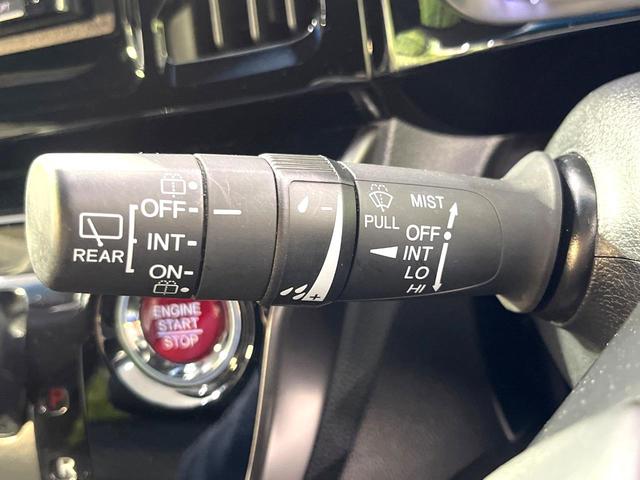 OFF
INT
REAR
ON
- 
+
PULL
MIST
OFF
INT
LO
HI
ENGINE
START
STOP
P
R